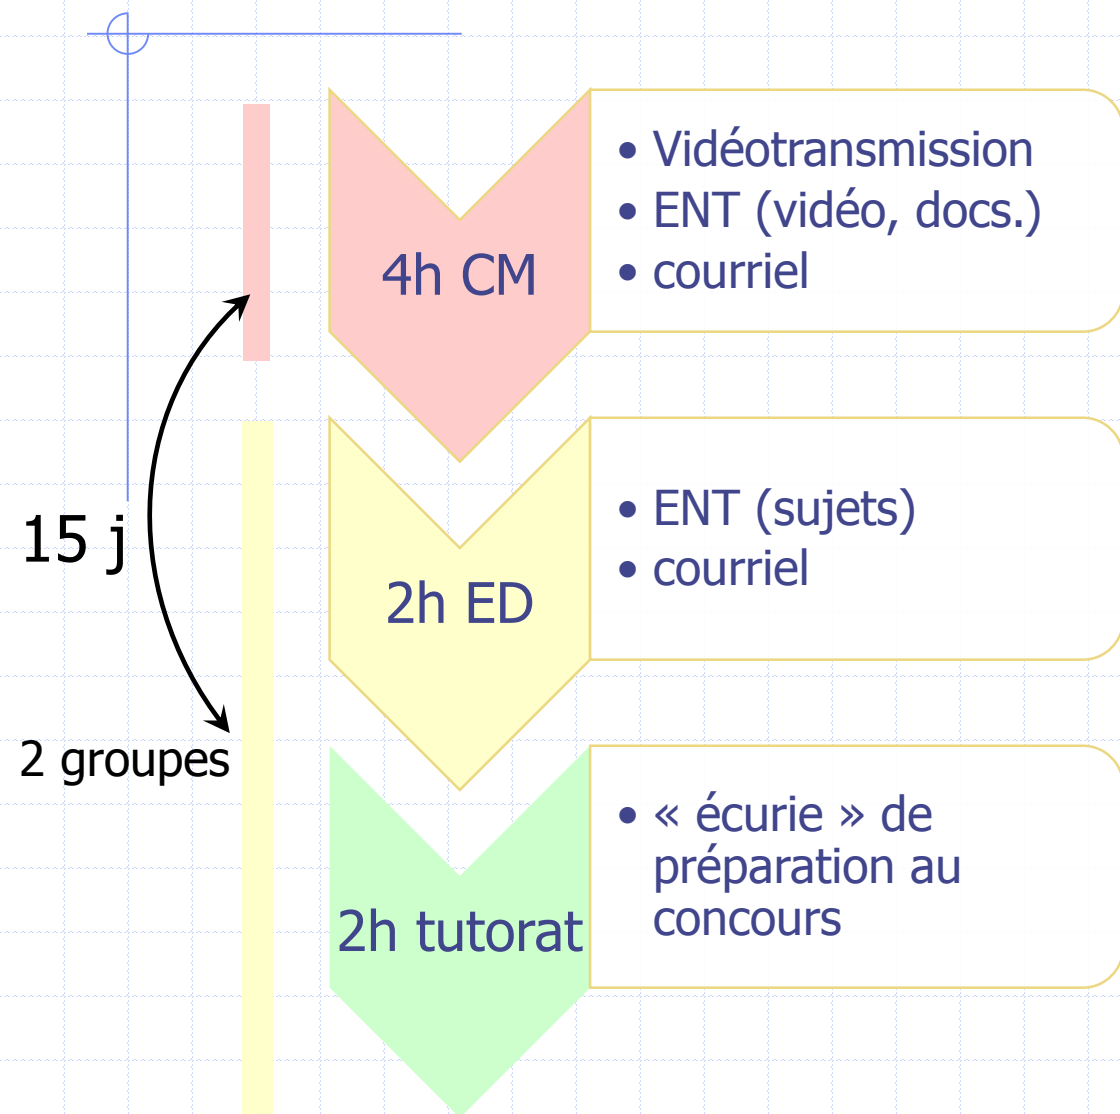 4h CM
• Vidéotransmission
• ENT (vidéo, docs.)
• courriel
15 j
2h ED
• ENT (sujets)
• courriel
2 groupes
2h tutorat
• « écurie » de
préparation au
concours